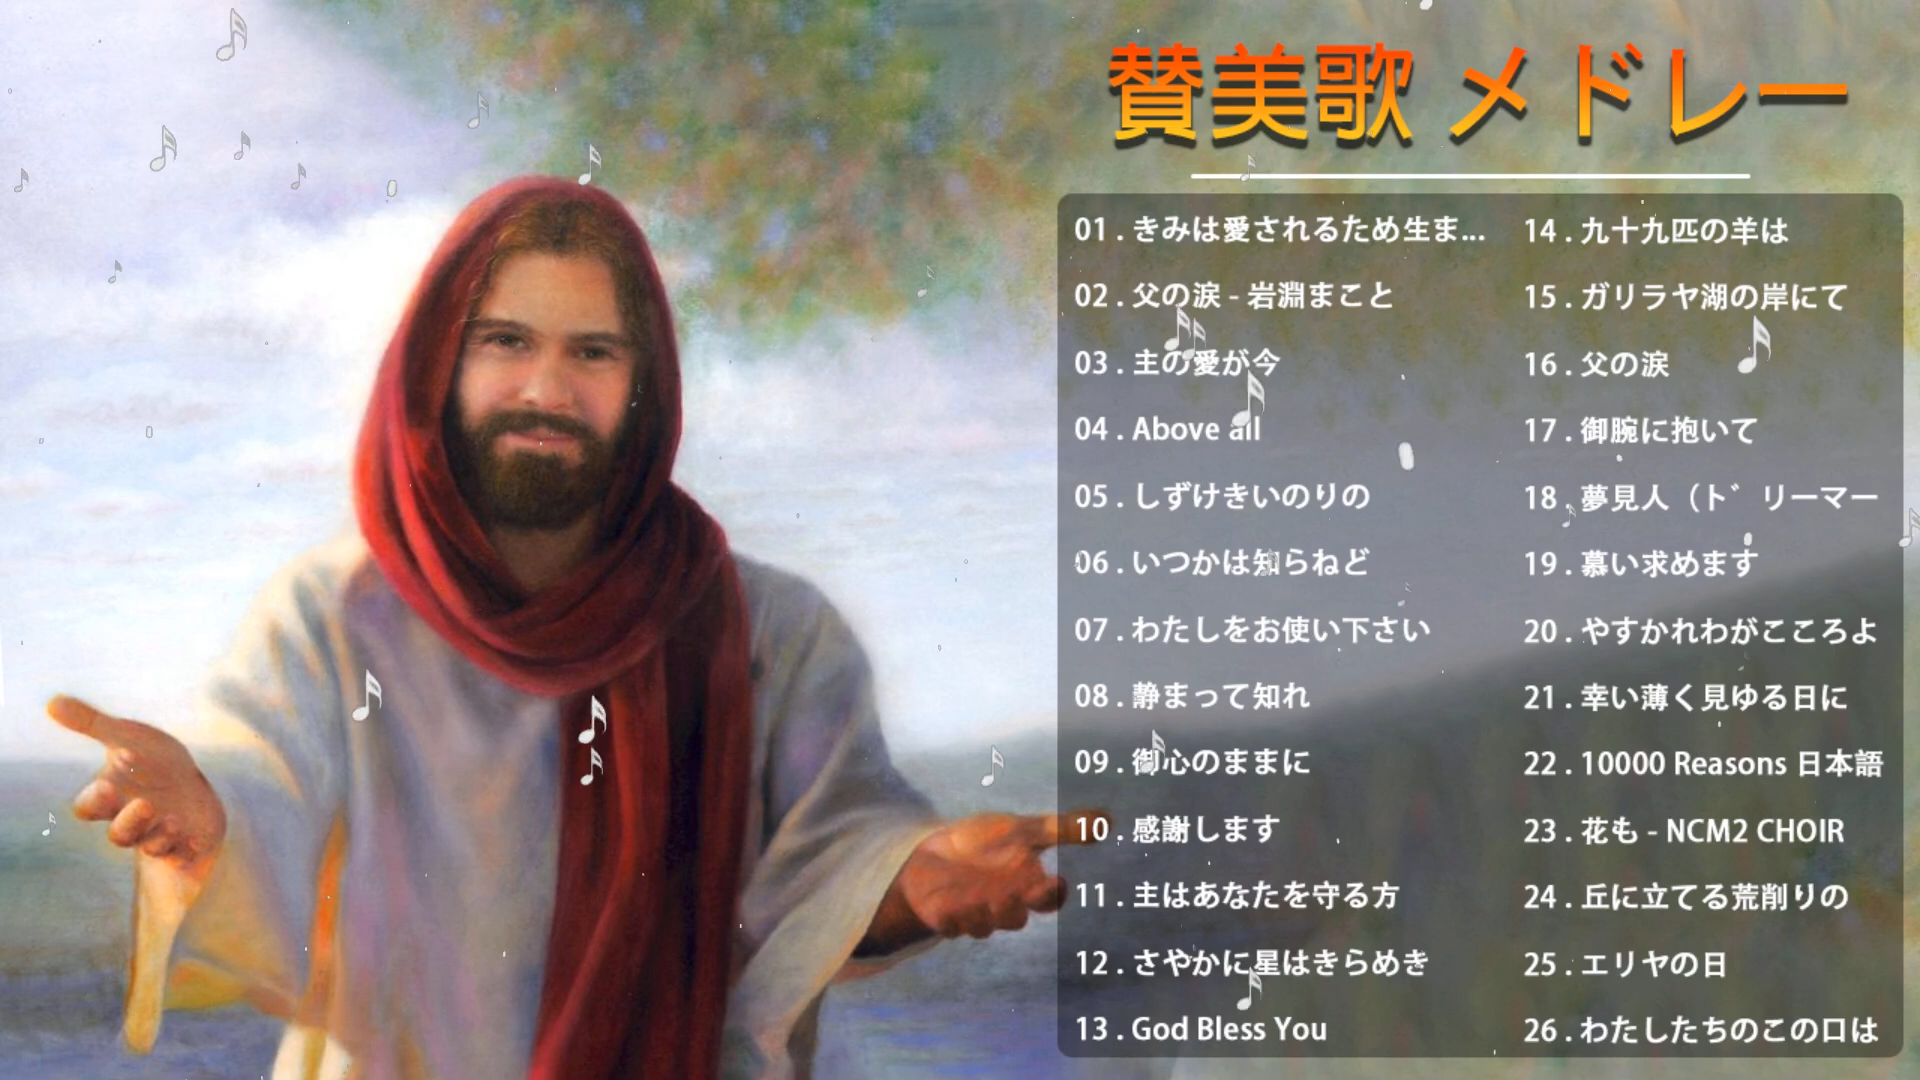 賛美歌 メドレー
01 . きみは愛されるため生ま...
02 . 父の涙 - 岩淵まこと
03 . 主の愛が今
04 . Above all
05 . しずけきいのりの
06 . いつかは知らねど
07 . わたしをお使い下さい
08 . 静まって知れ
09 . 御心のままに
10 . 感謝します
11 . 主はあなたを守る方
12 . さやかに星はきらめき
13 . God Bless You
14 . 九十九匹の羊は
15 . ガリラヤ湖の岸にて
16 . 父の涙
17 . 御腕に抱いて
18 . 夢見人（ト゛リーマー
19 . 慕い求めます
20 . やすかれわがこころよ
21 . 幸い薄く見ゆる日に
22 . 10000 Reasons 日本語
23 . 花も - NCM2 CHOIR
24 . 丘に立てる荒削りの
25 . エリヤの日
26 . わたしたちのこの口は